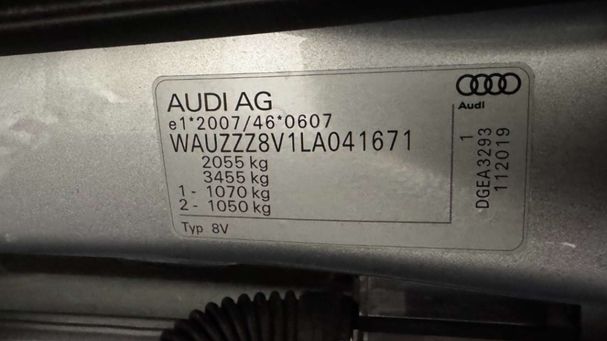 AUDI AG
e1*2007/46*0607
WAUZZZ8V1LA041671
2055 kg
3455 kg
1 - 1070 kg
2 - 1050 kg
Typ 8V
Audi
DGEA3293 1
112019